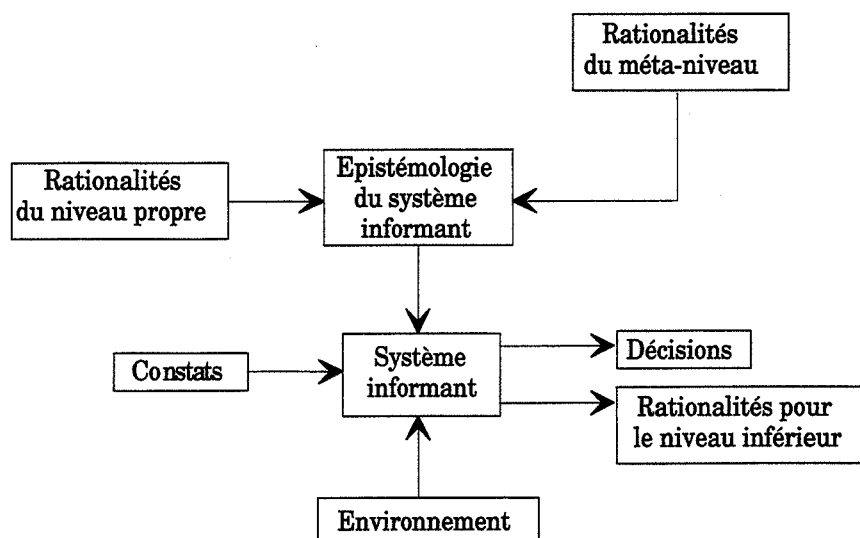 Rationalités
du méta-niveau
Rationalités
du niveau propre
Epistémologie
du système
informant
Constats
Système
informant
Décisions
Rationalités pour
le niveau inférieur
Environnement